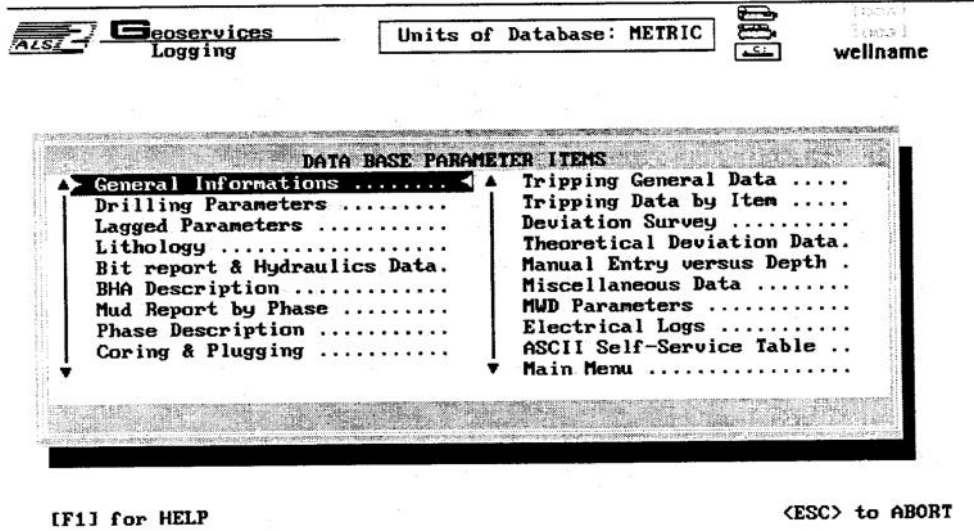 ALS2
Geoservices
Logging
Units of Database: METRIC
[local]
[local]
wellname
DATA BASE PARAMETER ITEMS
General Informations ........
Drilling Parameters .........
Lagged Parameters ...........
Lithology ...................
Bit report & Hydraulics Data.
BHA Description .............
Mud Report by Phase .........
Phase Description ...........
Coring & Plugging ...........
Tripping General Data .....
Tripping Data by Item .....
Deviation Survey ..........
Theoretical Deviation Data.
Manual Entry versus Depth .
Miscellaneous Data ........
MWD Parameters ............
Electrical Logs ...........
ASCII Self-Service Table ..
Main Menu .................
[F1] for HELP
<ESC> to ABORT